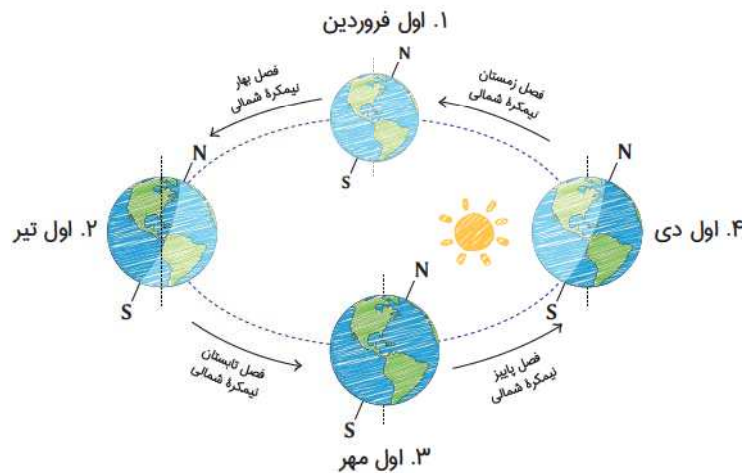 ۱. اول فروردین
N
S
فصل بهار
نیمکرهٔ شمالی
فصل زمستان
نیمکرهٔ شمالی
N
S
۲. اول تیر
N
S
۴. اول دی
N
S
فصل تابستان
نیمکرهٔ شمالی
فصل پاییز
نیمکرهٔ شمالی
۳. اول مهر